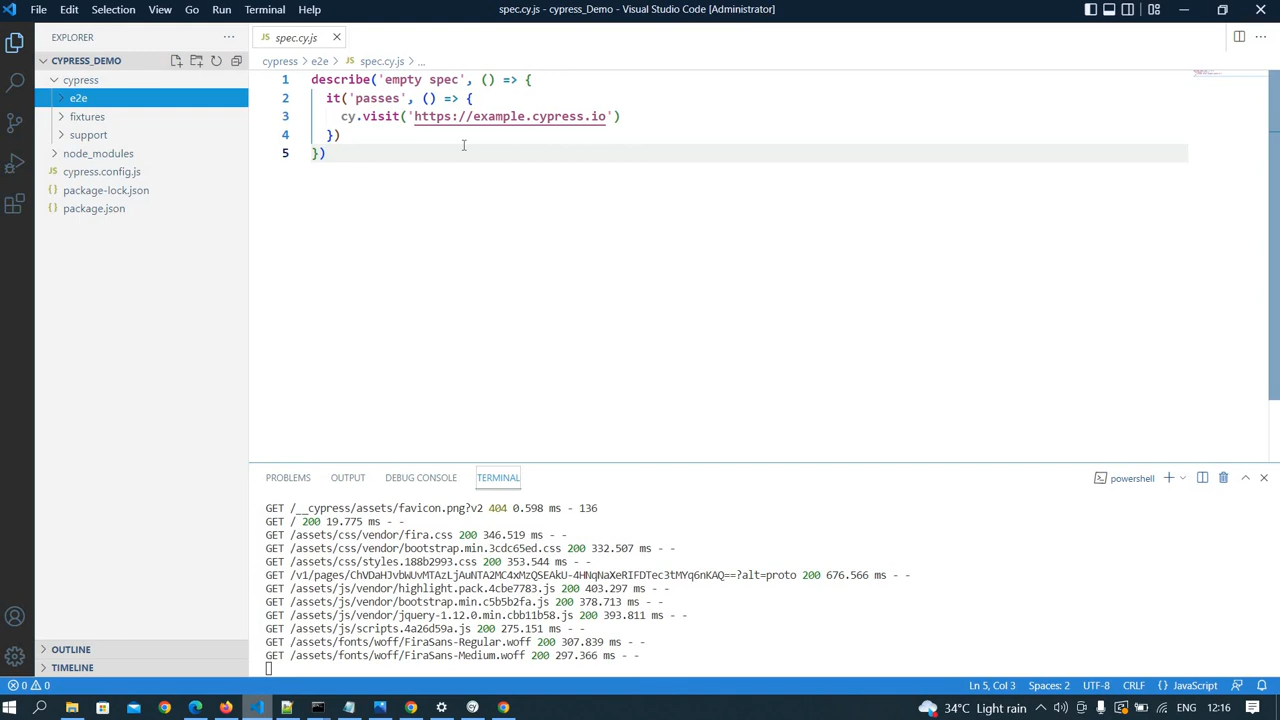 File Edit Selection View Go Run Terminal Help
spec.cy.js - cypress_Demo - Visual Studio Code [Administrator]
EXPLORER
spec.cy.js
CYPRESS_DEMO
cypress
e2e
fixtures
support
node_modules
cypress.config.js
package-lock.json
package.json
OUTLINE
TIMELINE
cypress > e2e > JS spec.cy.js > ...
1 describe('empty spec', () => {
2 it('passes', () => {
3 cy.visit('https://example.cypress.io')
4 })
5 })
PROBLEMS OUTPUT DEBUG CONSOLE TERMINAL
powershell
GET /__cypress/assets/favicon.png?v2 404 0.598 ms - 136
GET / 200 19.775 ms - -
GET /assets/css/vendor/fira.css 200 346.519 ms - -
GET /assets/css/vendor/bootstrap.min.3cdc65ed.css 200 332.507 ms - -
GET /assets/css/styles.188b2993.css 200 353.544 ms - -
GET /v1/pages/ChVDaHJvbWUvMTAzLjAuNTA2MC4xMzQSEAkU-4HNqNaXeRIFDTec3tMYq6nKAQ==?alt=proto 200 676.566 ms - -
GET /assets/js/vendor/highlight.pack.4cbe7783.js 200 403.297 ms - -
GET /assets/js/vendor/bootstrap.min.c5b5b2fa.js 200 378.713 ms - -
GET /assets/js/vendor/jquery-1.12.0.min.cbb11b58.js 200 393.811 ms - -
GET /assets/js/scripts.4a26d59a.js 200 275.151 ms - -
GET /assets/fonts/woff/FiraSans-Regular.woff 200 307.839 ms - -
GET /assets/fonts/woff/FiraSans-Medium.woff 200 297.366 ms - -
0 0
Ln 5, Col 3 Spaces: 2 UTF-8 CRLF JavaScript
34°C Light rain
ENG 12:16